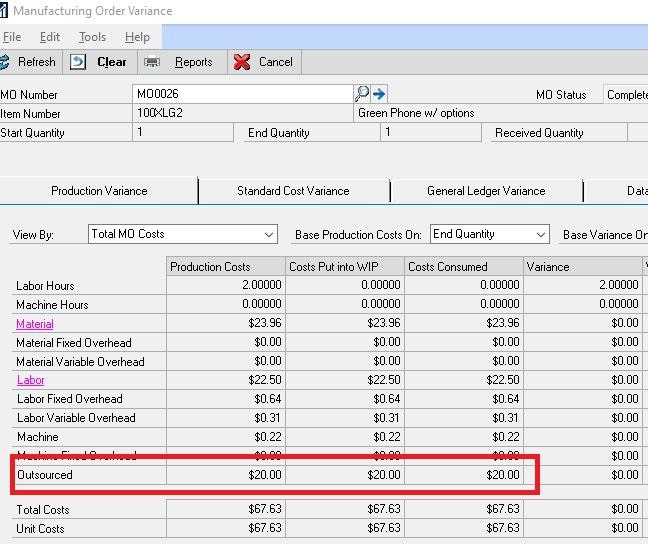 Manufacturing Order Variance
File Edit Tools Help
Refresh Clear Reports Cancel
MO Number MO0026 MO Status Complete
Item Number 100XLG2 Green Phone w/ options
Start Quantity 1 End Quantity 1 Received Quantity
Production Variance Standard Cost Variance General Ledger Variance Data
View By: Total MO Costs Base Production Costs On: End Quantity Base Variance On
Production Costs Costs Put into WIP Costs Consumed Variance
Labor Hours 2.00000 0.00000 0.00000 2.00000
Machine Hours 0.00000 0.00000 0.00000 0.00000
Material $23.96 $23.96 $23.96 $0.00
Material Fixed Overhead $0.00 $0.00 $0.00 $0.00
Material Variable Overhead $0.00 $0.00 $0.00 $0.00
Labor $22.50 $22.50 $22.50 $0.00
Labor Fixed Overhead $0.64 $0.64 $0.64 $0.00
Labor Variable Overhead $0.31 $0.31 $0.31 $0.00
Machine $0.22 $0.22 $0.22 $0.00
Machine Fixed Overhead $0.00 $0.00 $0.00 $0.00
Outsourced $20.00 $20.00 $20.00 $0.00
Total Costs $67.63 $67.63 $67.63 $0.00
Unit Costs $67.63 $67.63 $67.63 $0.00